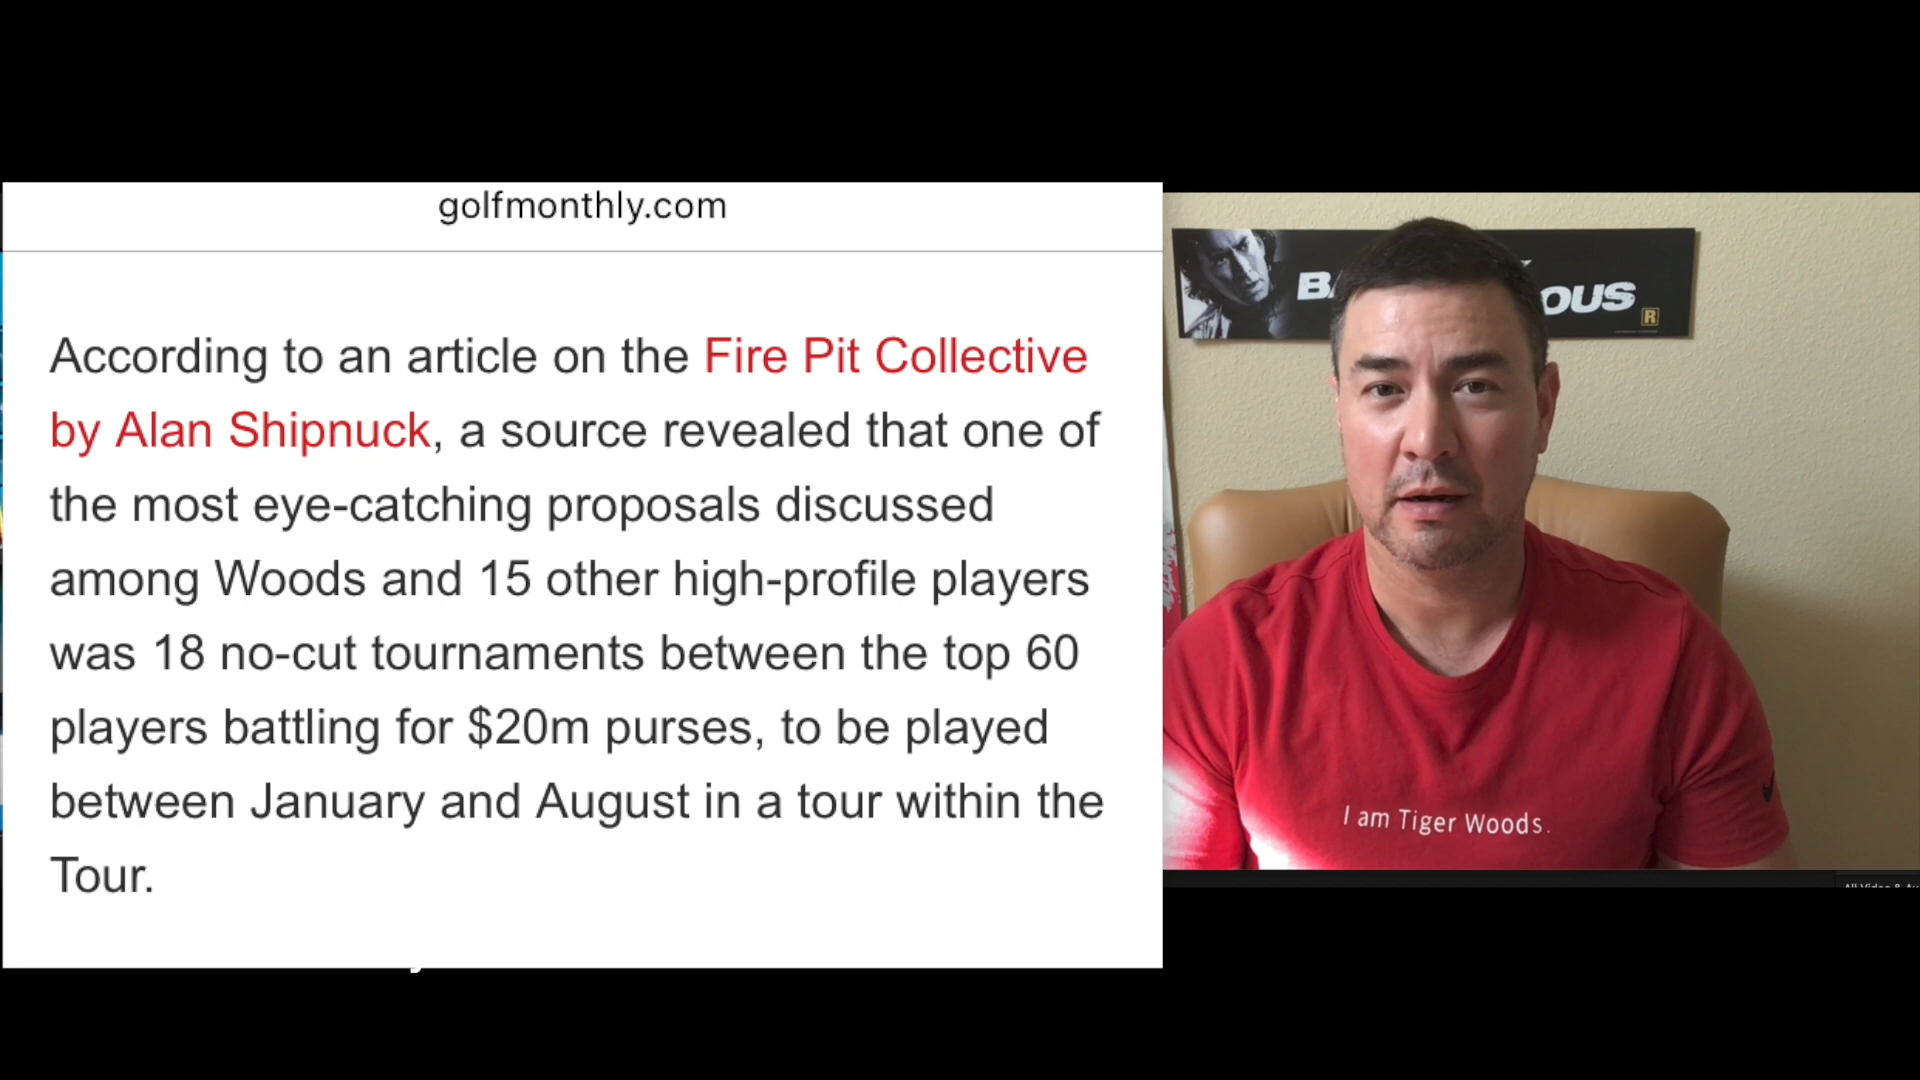 golfmonthly.com
According to an article on the Fire Pit Collective
by Alan Shipnuck, a source revealed that one of
the most eye-catching proposals discussed
among Woods and 15 other high-profile players
was 18 no-cut tournaments between the top 60
players battling for $20m purses, to be played
between January and August in a tour within the
Tour.
R
I am Tiger Woods.